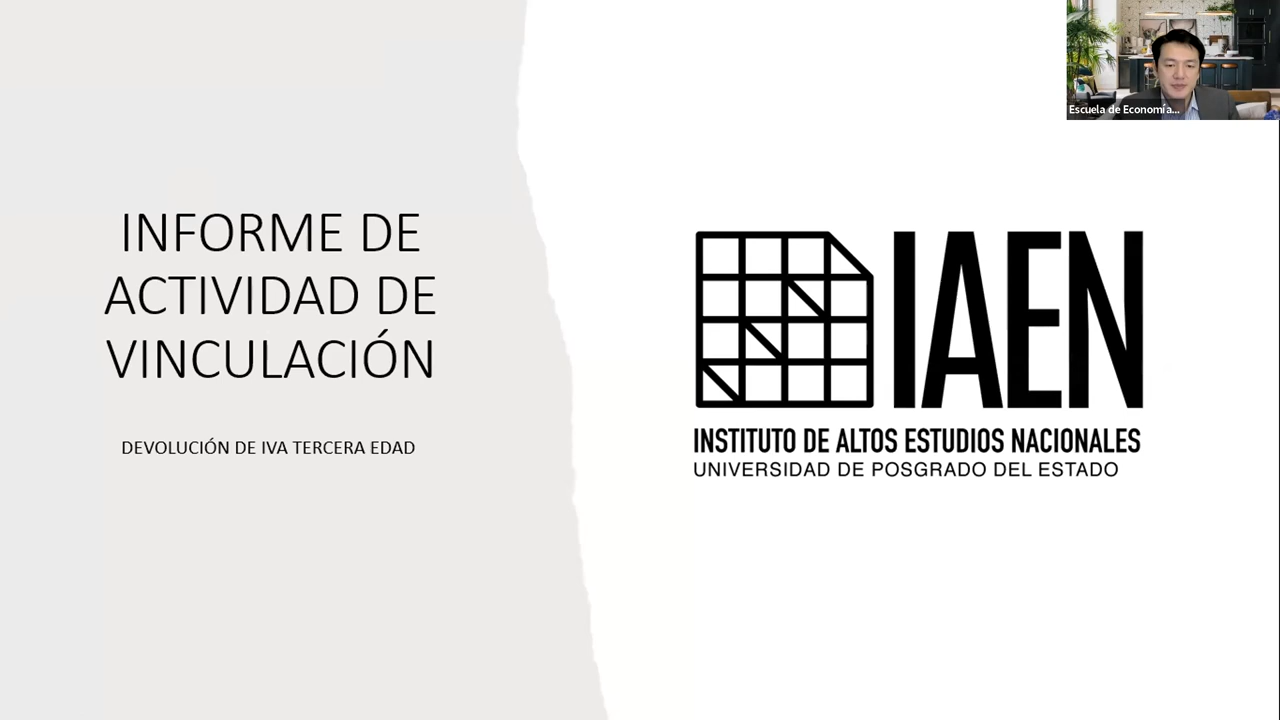 INFORME DE
ACTIVIDAD DE
VINCULACIÓN
DEVOLUCIÓN DE IVA TERCERA EDAD
IAEN
INSTITUTO DE ALTOS ESTUDIOS NACIONALES
UNIVERSIDAD DE POSGRADO DEL ESTADO
Escuela de Economía...